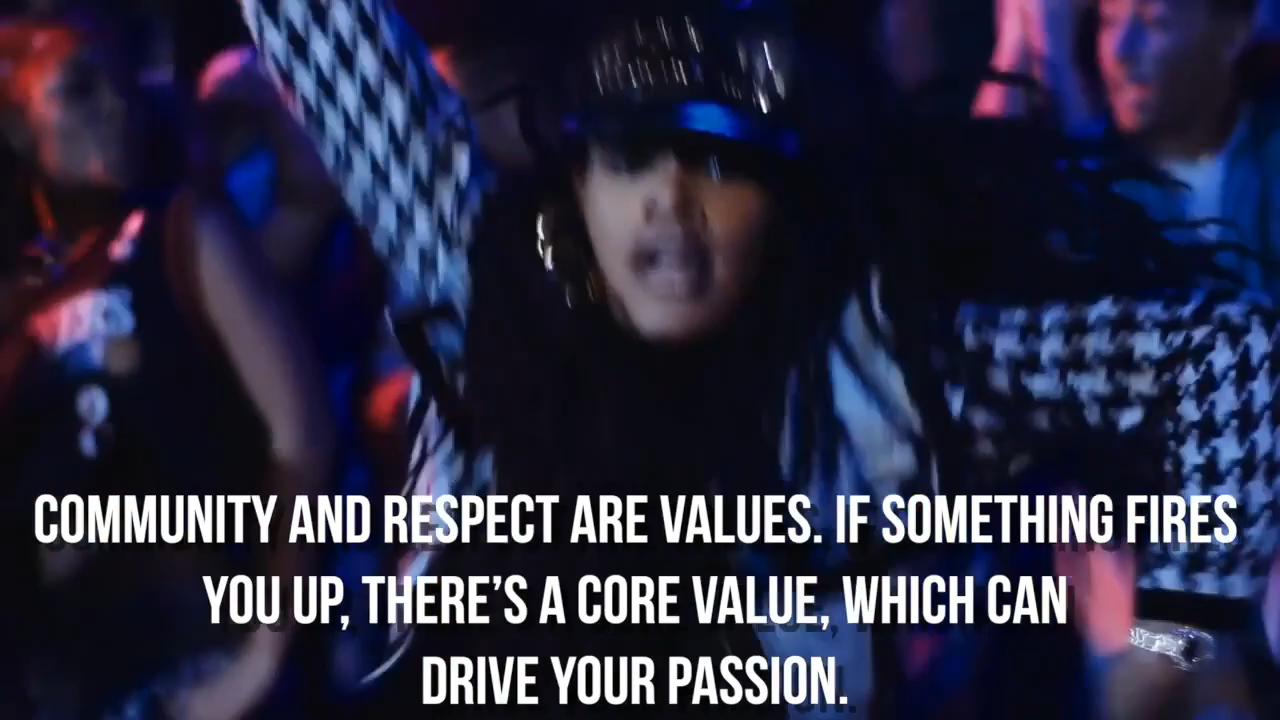 COMMUNITY AND RESPECT ARE VALUES. IF SOMETHING FIRES
YOU UP, THERE'S A CORE VALUE, WHICH CAN
DRIVE YOUR PASSION.